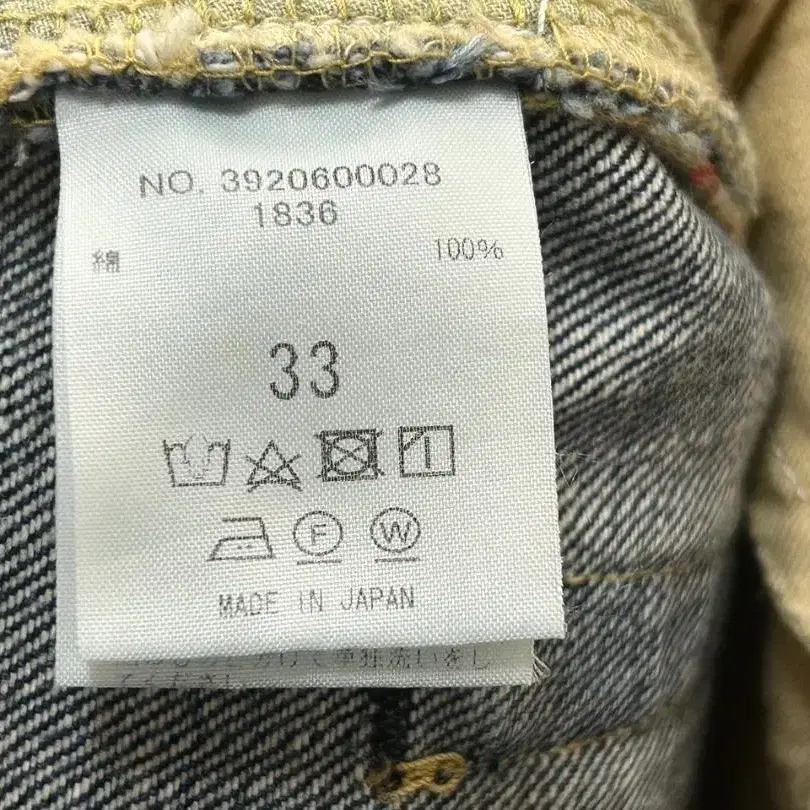 NO. 3920600028
1836
綿 100%
33
F W
MADE IN JAPAN